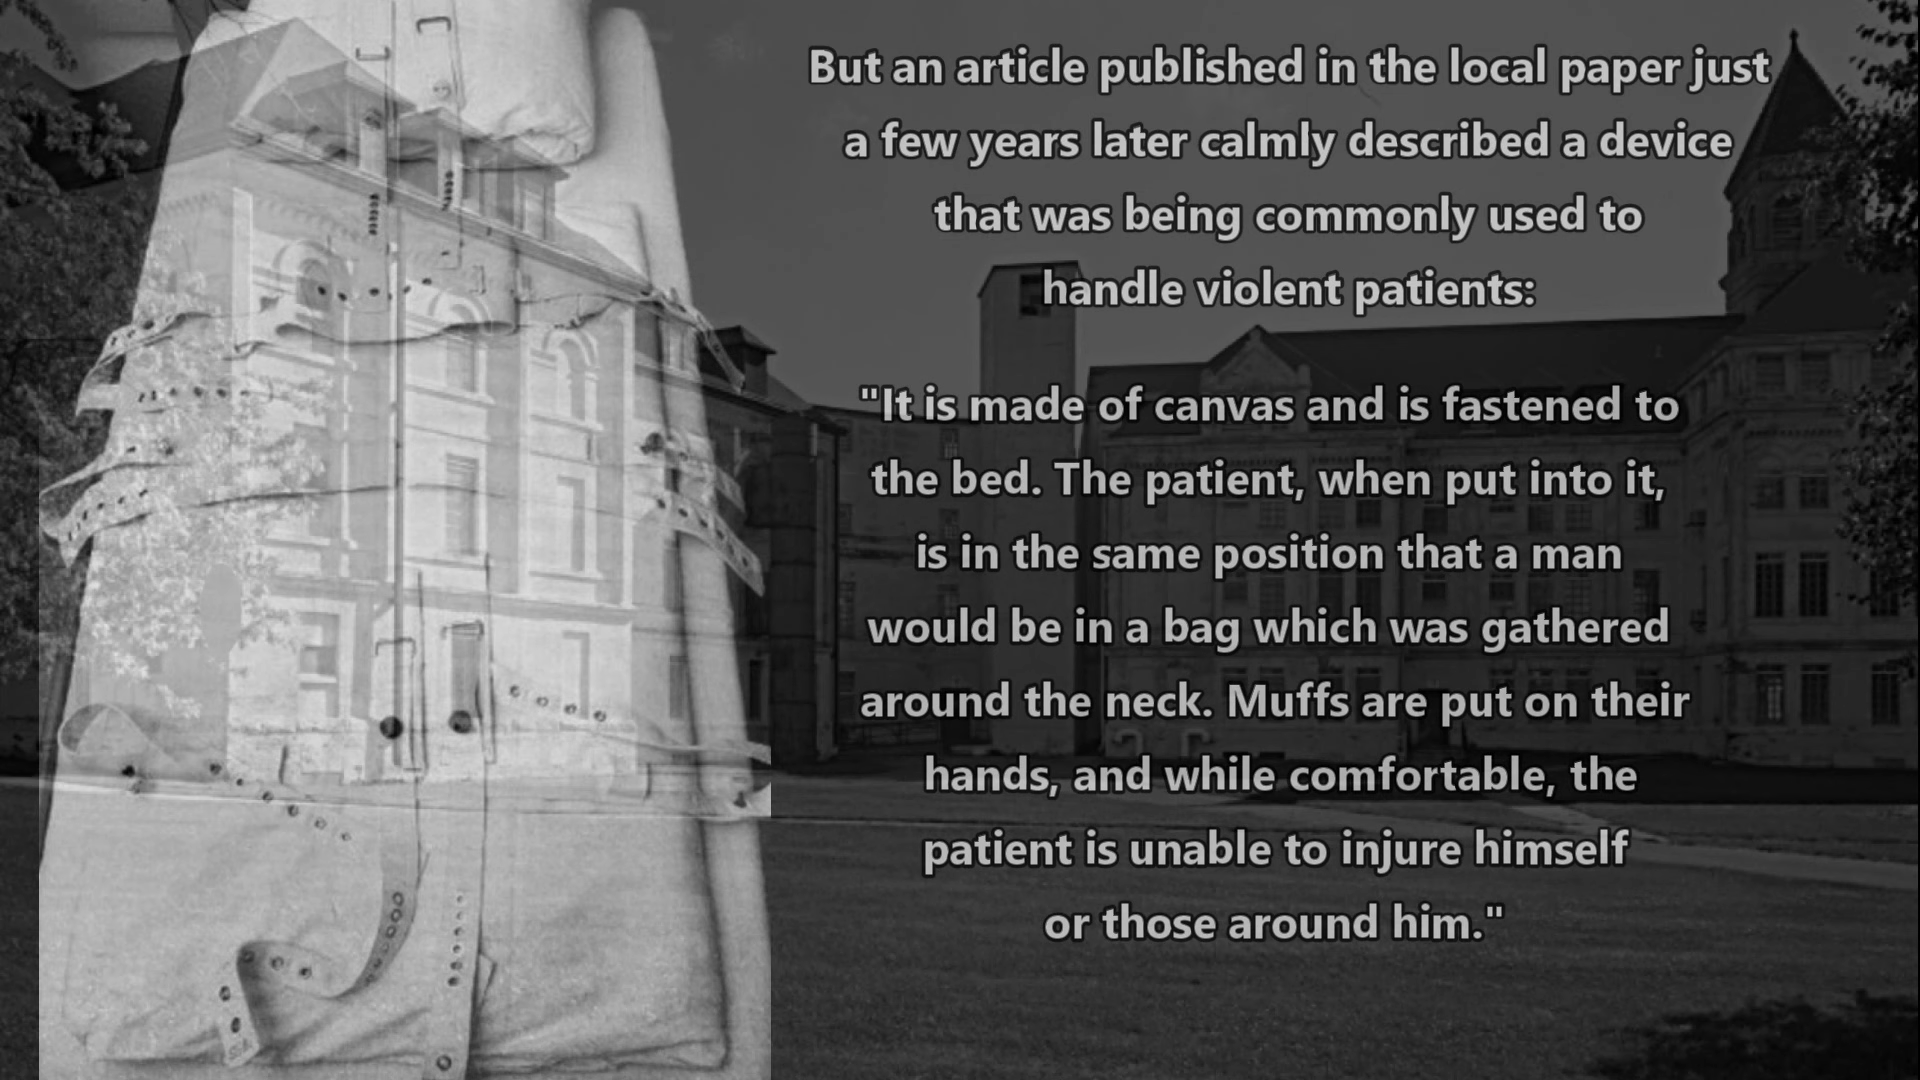 But an article published in the local paper just
a few years later calmly described a device
that was being commonly used to
handle violent patients:
"It is made of canvas and is fastened to
the bed. The patient, when put into it,
is in the same position that a man
would be in a bag which was gathered
around the neck. Muffs are put on their
hands, and while comfortable, the
patient is unable to injure himself
or those around him."